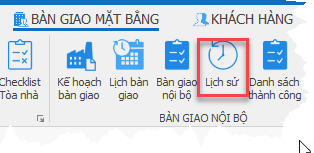 BÀN GIAO MẶT BẰNG KHÁCH HÀNG
Checklist Kế hoạch Lịch bàn Bàn giao Lịch sử Danh sách
Tòa nhà bàn giao giao nội bộ thành công
BÀN GIAO NỘI BỘ